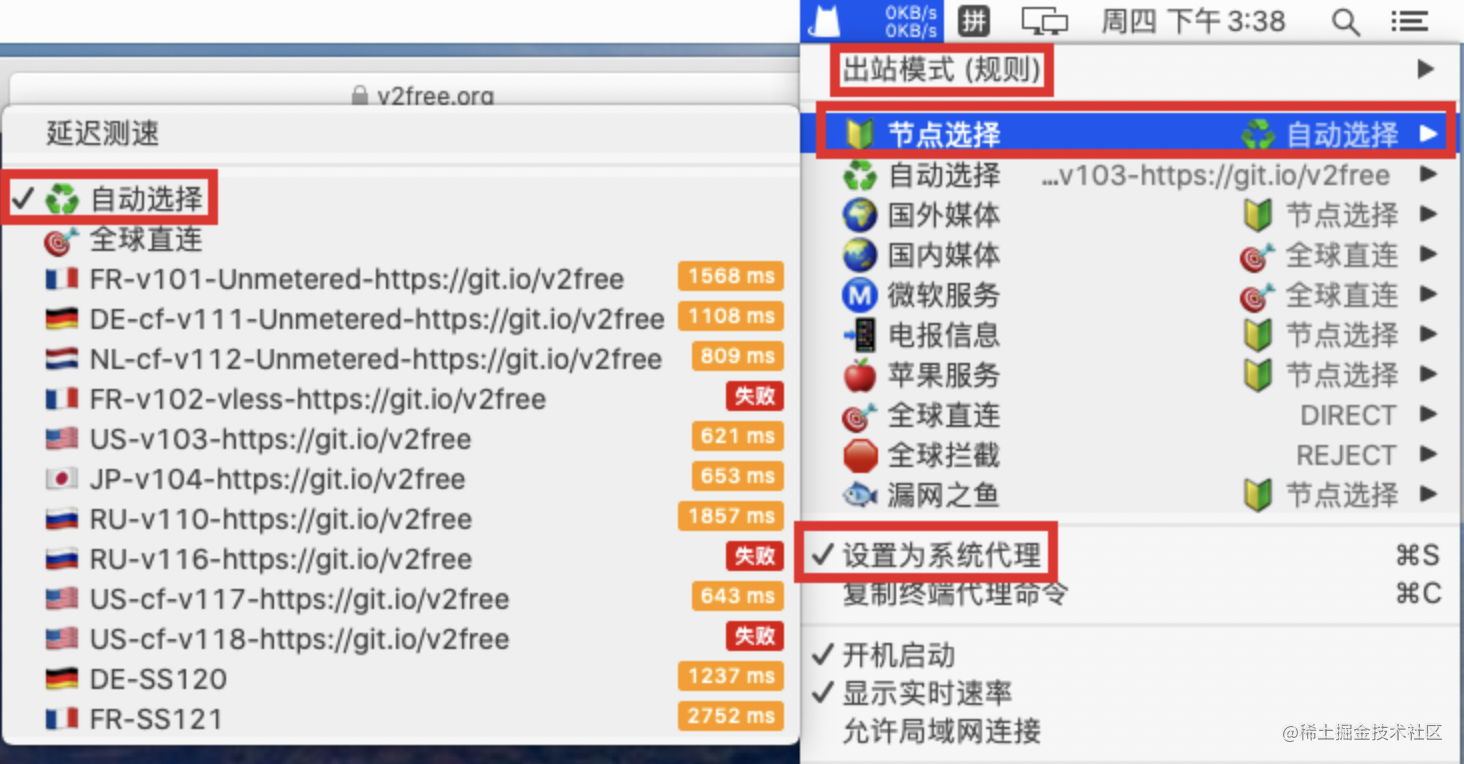 0KB/s
0KB/s
拼
周四 下午3:38
v2free.org
出站模式 (规则)
节点选择 自动选择
自动选择 ...v103-https://git.io/v2free
国外媒体 节点选择
国内媒体 全球直连
微软服务 全球直连
电报信息 节点选择
苹果服务 节点选择
全球直连 DIRECT
全球拦截 REJECT
漏网之鱼 节点选择
设置为系统代理 ⌘S
复制终端代理命令 ⌘C
开机启动
显示实时速率
允许局域网连接
延迟测速
自动选择
全球直连
FR-v101-Unmetered-https://git.io/v2free 1568 ms
DE-cf-v111-Unmetered-https://git.io/v2free 1108 ms
NL-cf-v112-Unmetered-https://git.io/v2free 809 ms
FR-v102-vless-https://git.io/v2free 失败
US-v103-https://git.io/v2free 621 ms
JP-v104-https://git.io/v2free 653 ms
RU-v110-https://git.io/v2free 1857 ms
RU-v116-https://git.io/v2free 失败
US-cf-v117-https://git.io/v2free 643 ms
US-cf-v118-https://git.io/v2free 失败
DE-SS120 1237 ms
FR-SS121 2752 ms
@稀土掘金技术社区